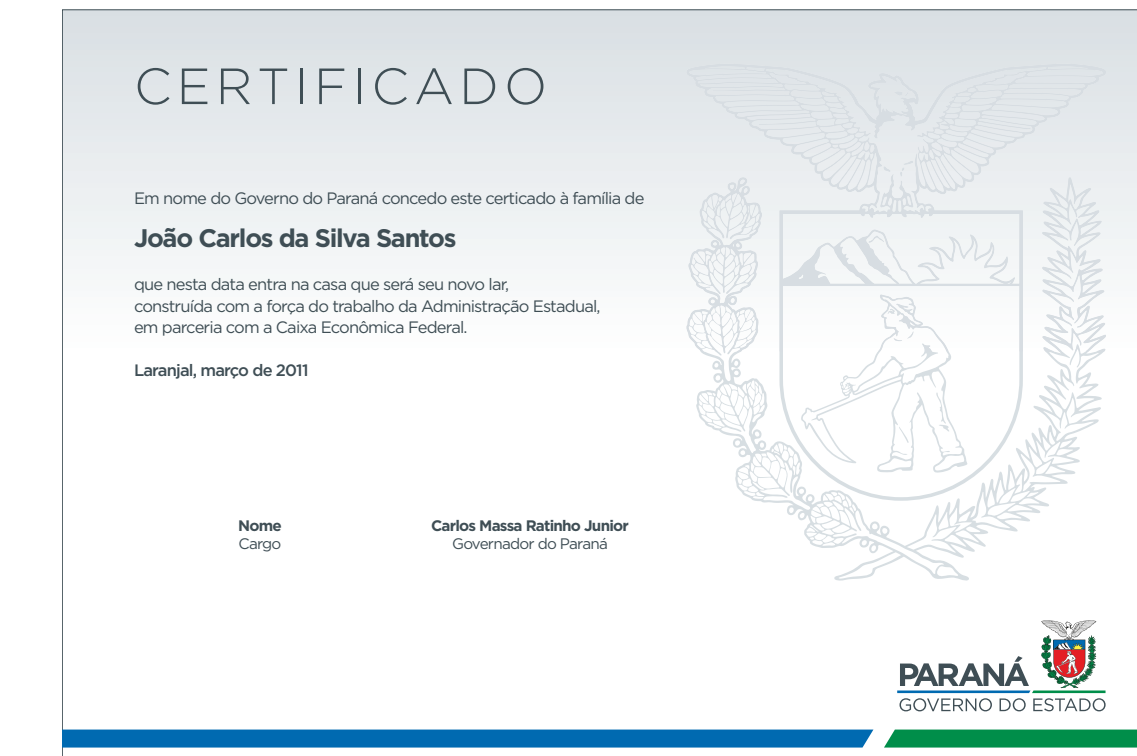 CERTIFICADO
Em nome do Governo do Paraná concedo este certicado à família de
João Carlos da Silva Santos
que nesta data entra na casa que será seu novo lar,
construída com a força do trabalho da Administração Estadual,
em parceria com a Caixa Econômica Federal.
Laranjal, março de 2011
Nome
Cargo
Carlos Massa Ratinho Junior
Governador do Paraná
PARANÁ
GOVERNO DO ESTADO